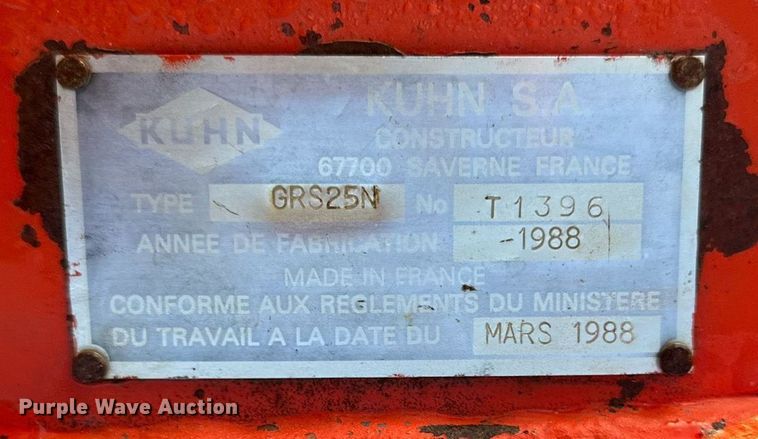 KUHN
KUHN S.A
CONSTRUCTEUR
67700 SAVERNE FRANCE
TYPE GRS25N No T1396
ANNEE DE FABRICATION -1988
MADE IN FRANCE
CONFORME AUX REGLEMENTS DU MINISTERE
DU TRAVAIL A LA DATE DU MARS 1988
Purple Wave Auction